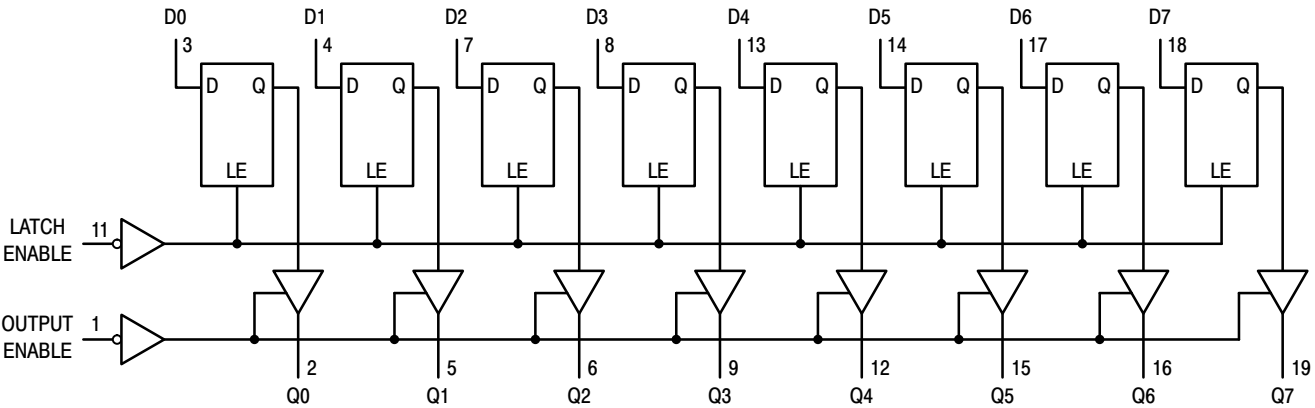 D0 D1 D2 D3 D4 D5 D6 D7
3 4 7 8 13 14 17 18
D Q D Q D Q D Q D Q D Q D Q D Q
LE LE LE LE LE LE LE LE
LATCH
ENABLE
11
OUTPUT
ENABLE
1
2 5 6 9 12 15 16 19
Q0 Q1 Q2 Q3 Q4 Q5 Q6 Q7